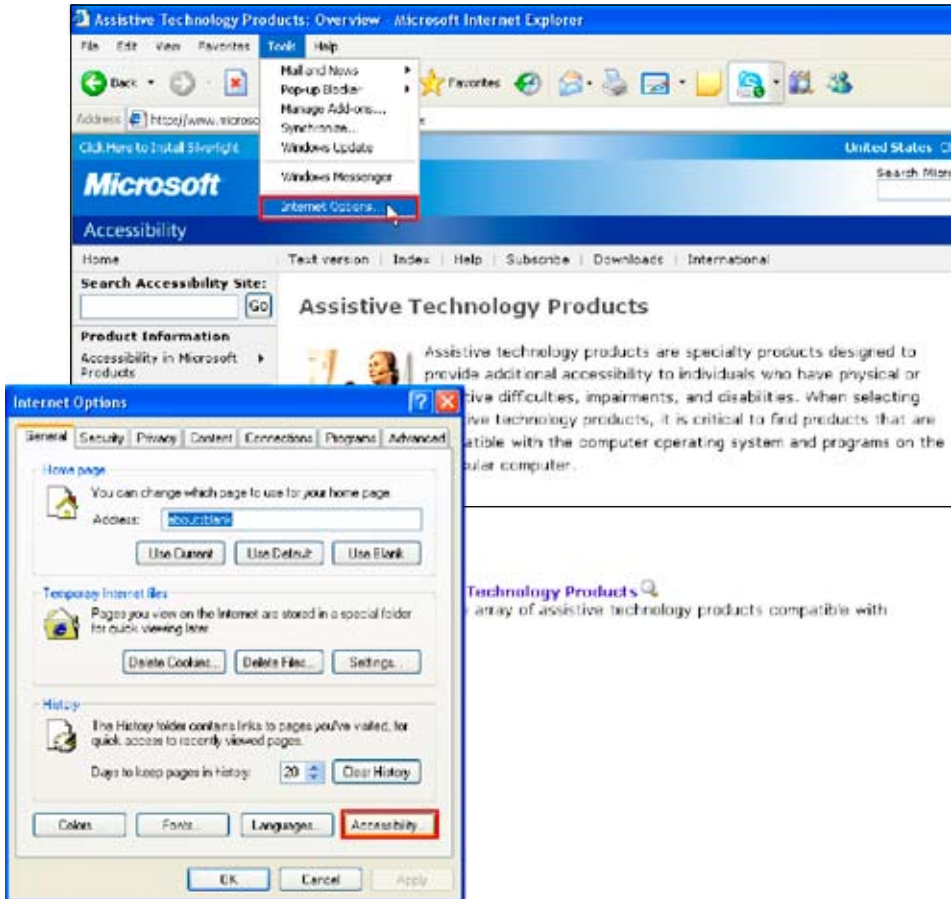 Assistive Technology Products: Overview - Microsoft Internet Explorer
File Edit View Favorites Tools Help
Back Favorites
Mail and News
Pop-up Blocker
Manage Add-ons...
Synchronize...
Windows Update
Windows Messenger
Internet Options...
Address http://www.microso
Click Here to Install Silverlight United States
Microsoft
Search Micro
Accessibility
Home Text version | Index | Help | Subscribe | Downloads | International
Search Accessibility Site:
Go
Product Information
Accessibility in Microsoft
Products
Assistive Technology Products
Assistive technology products are specialty products designed to
provide additional accessibility to individuals who have physical or
tive difficulties, impairments, and disabilities. When selecting
ive technology products, it is critical to find products that are
atible with the computer operating system and programs on the
ular computer.
Technology Products
array of assistive technology products compatible with
Internet Options
General Security Privacy Content Connections Programs Advanced
Home page
You can change which page to use for your home page.
Address: about:blank
Use Current Use Default Use Blank
Temporary Internet files
Pages you view on the Internet are stored in a special folder
for quick viewing later.
Delete Cookies... Delete Files... Settings...
History
The History folder contains links to pages you've visited, for
quick access to recently viewed pages.
Days to keep pages in history: 20 Clear History
Colors... Fonts... Languages... Accessibility...
OK Cancel Apply